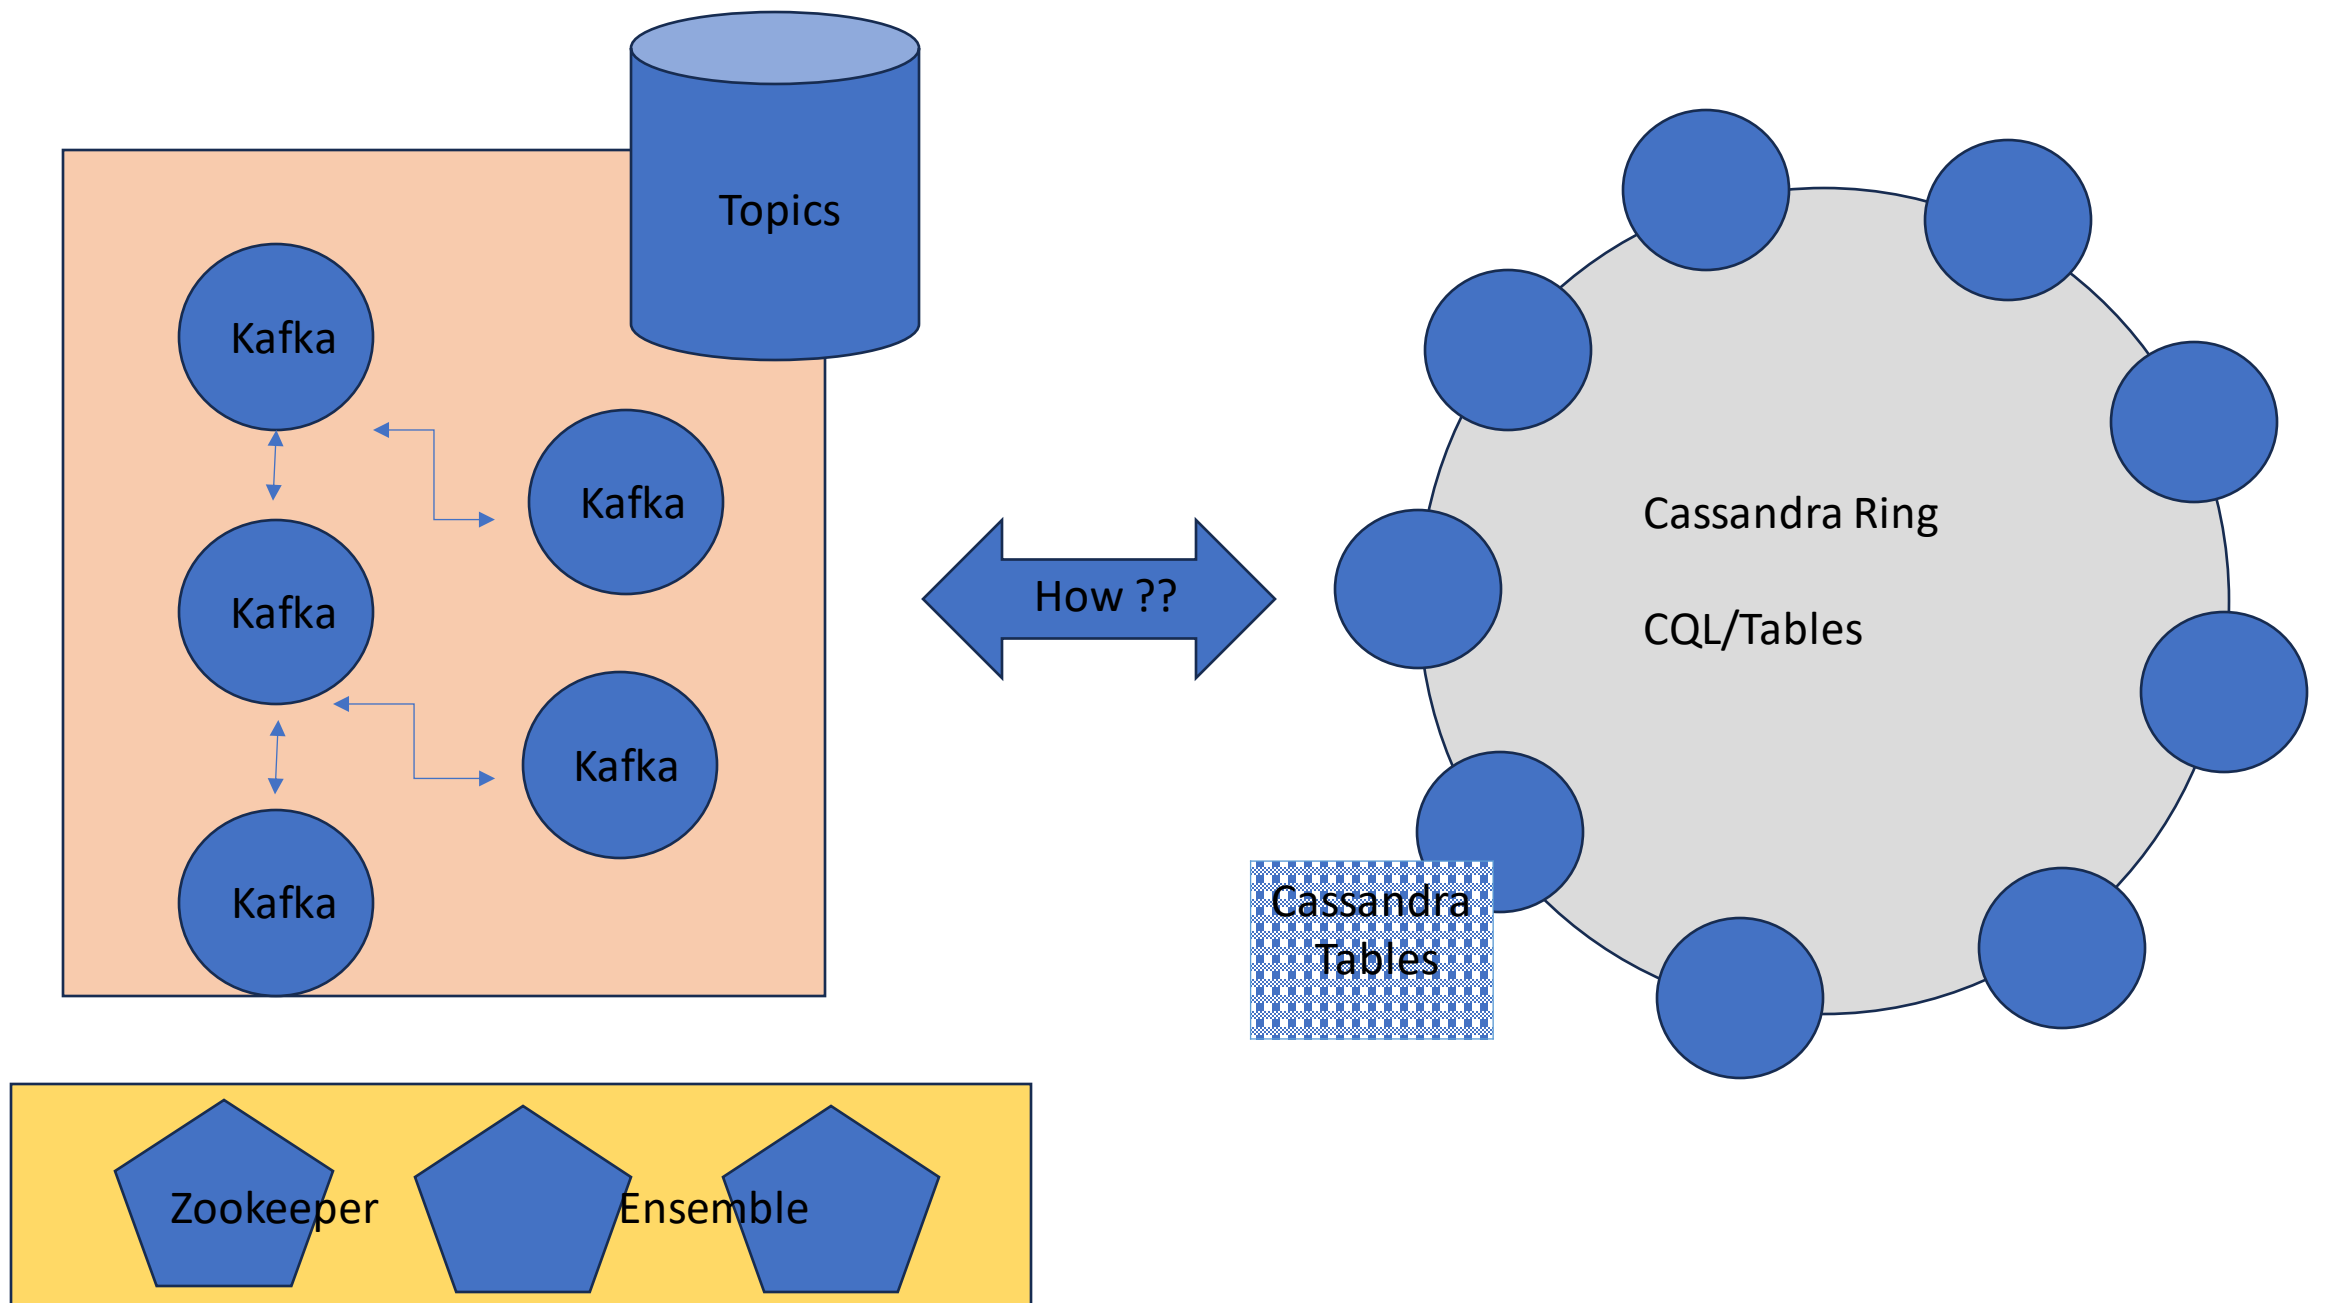 Topics
Kafka
Kafka
Kafka
Kafka
Kafka
How ??
Cassandra Ring
CQL/Tables
Cassandra
Tables
Zookeeper
Ensemble